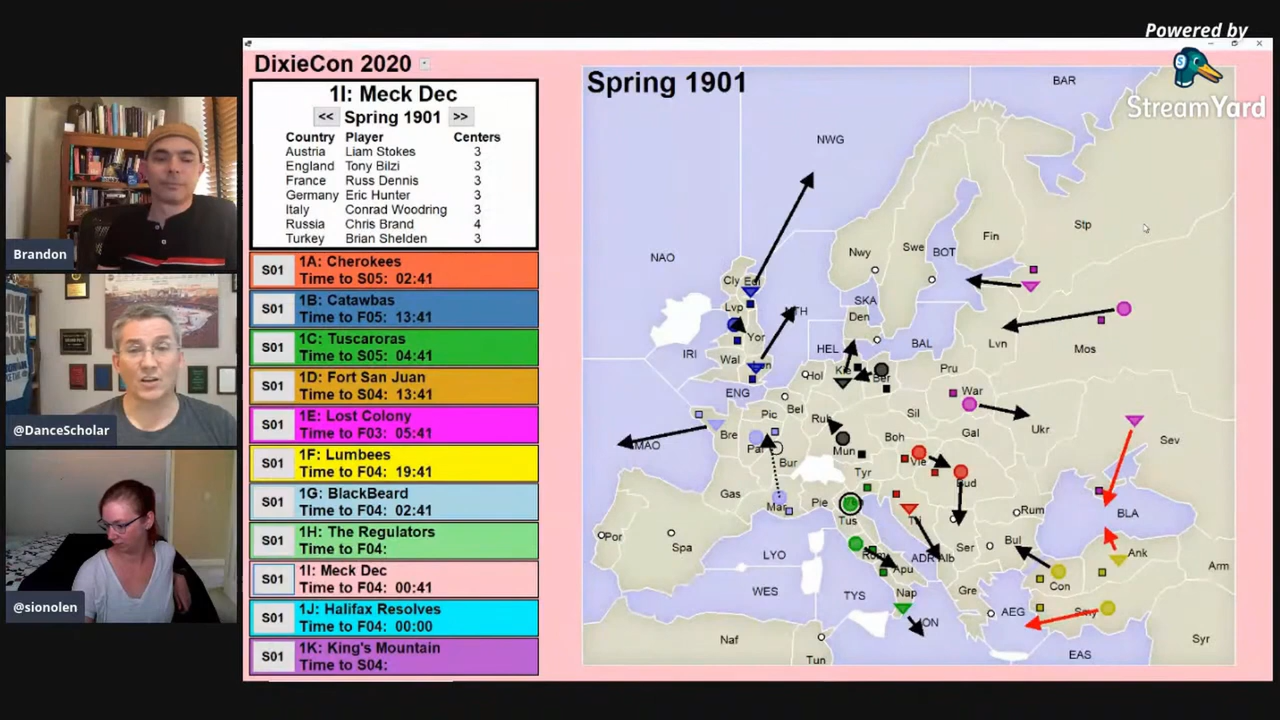 Powered by
StreamYard
DixieCon 2020
1I: Meck Dec
<< Spring 1901 >>
Country Player Centers
Austria Liam Stokes 3
England Tony Bilzi 3
France Russ Dennis 3
Germany Eric Hunter 3
Italy Conrad Woodring 3
Russia Chris Brand 4
Turkey Brian Shelden 3
S01 1A: Cherokees
Time to S05: 02:41
S01 1B: Catawbas
Time to F05: 13:41
S01 1C: Tuscaroras
Time to S05: 04:41
S01 1D: Fort San Juan
Time to S04: 13:41
S01 1E: Lost Colony
Time to F03: 05:41
S01 1F: Lumbees
Time to F04: 19:41
S01 1G: BlackBeard
Time to F04: 02:41
S01 1H: The Regulators
Time to F04:
S01 1I: Meck Dec
Time to F04: 00:41
S01 1J: Halifax Resolves
Time to F04: 00:00
S01 1K: King's Mountain
Time to S04:
Brandon
@DanceScholar
@sionolen
Spring 1901
BAR
NWG
Stp
Fin
NAO
Nwy
Swe
BOT
Cly
Edi
SKA
Lvp
NTH
Den
Yor
Lvn
Mos
IRI
Wal
HEL
BAL
Kie
Ber
Pru
Hol
War
ENG
Bel
Pic
Ruh
Sil
Ukr
Bre
Gal
Sev
Par
Mun
Boh
Bur
Vie
Tyr
Bud
Gas
Pie
Mar
Tus
Rum
BLA
Por
Spa
LYO
ADR
Alb
Ser
Bul
Ank
Apu
Con
Arm
WES
TYS
Nap
Gre
AEG
Smy
ION
Naf
Tun
EAS
Syr